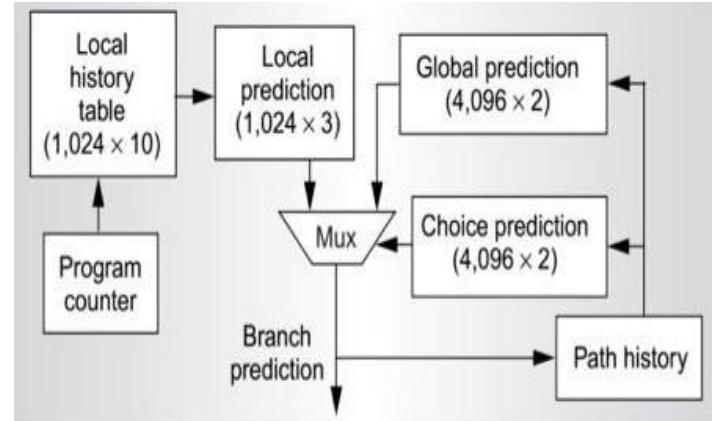 Local
history
table
(1,024 × 10)
Local
prediction
(1,024 × 3)
Global prediction
(4,096 × 2)
Mux
Choice prediction
(4,096 × 2)
Program
counter
Branch
prediction
Path history